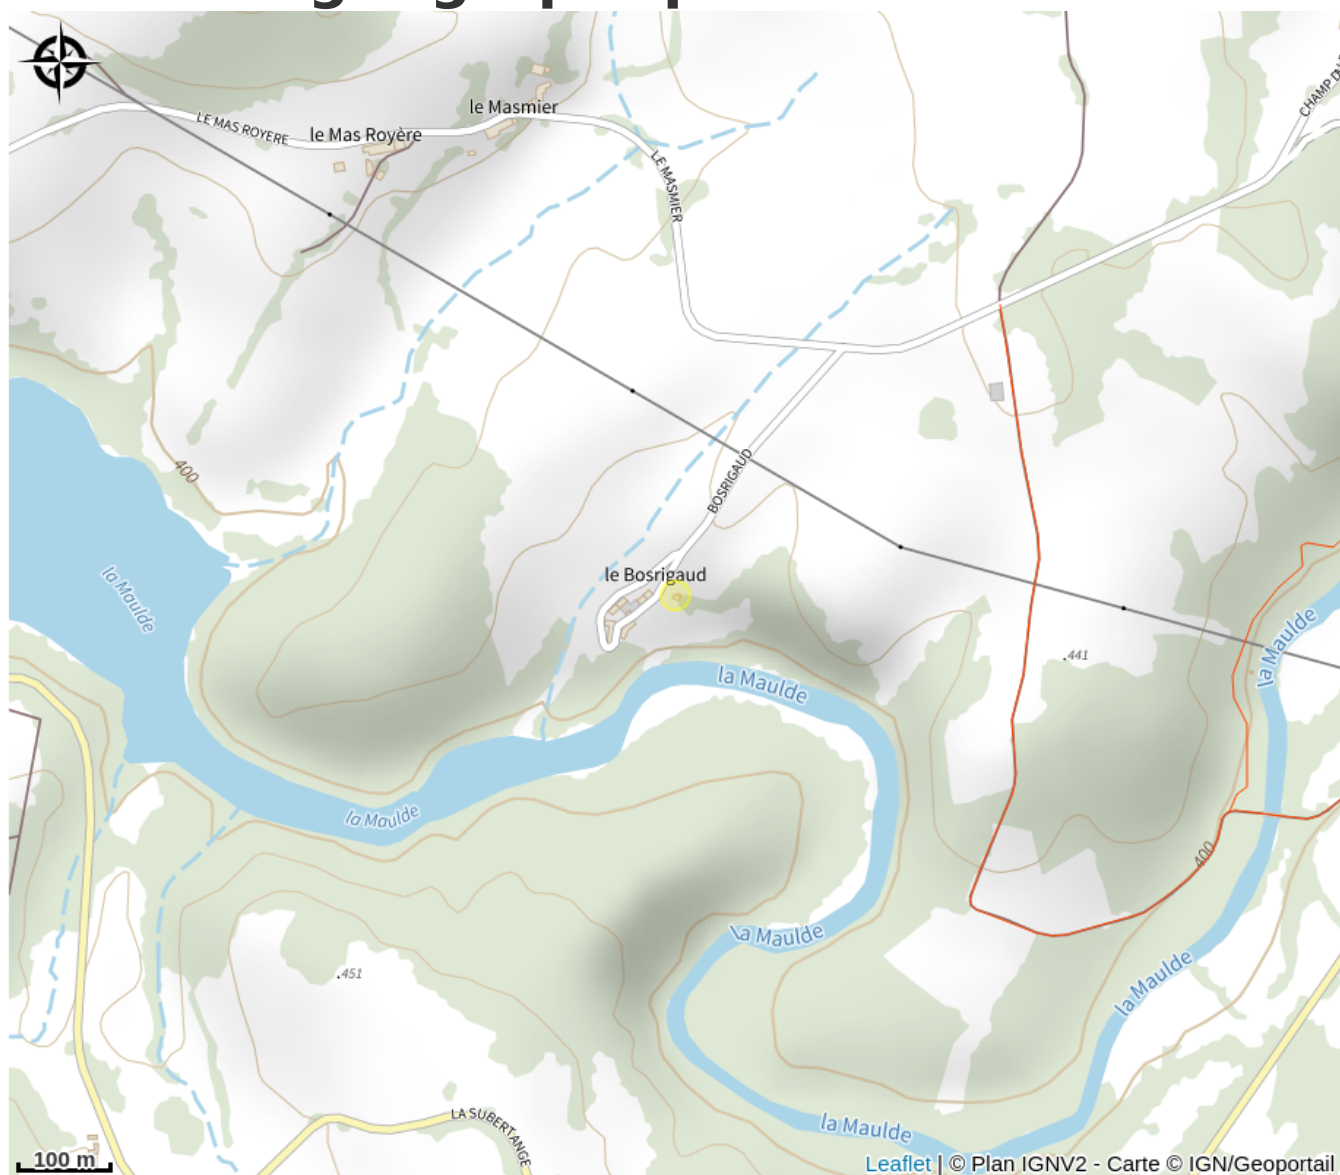 le Masmier
LE MAS ROYERE
le Mas Royère
LE MASMIER
400
BOSRIGAUD
le Bosrigaud
la Maulde
la Maulde
441
la Maulde
la Maulde
400
la Maulde
la Maulde
451
LA SUBERTANGE
la Maulde
100 m
Leaflet | © Plan IGNV2 - Carte © IGN/Geoportail